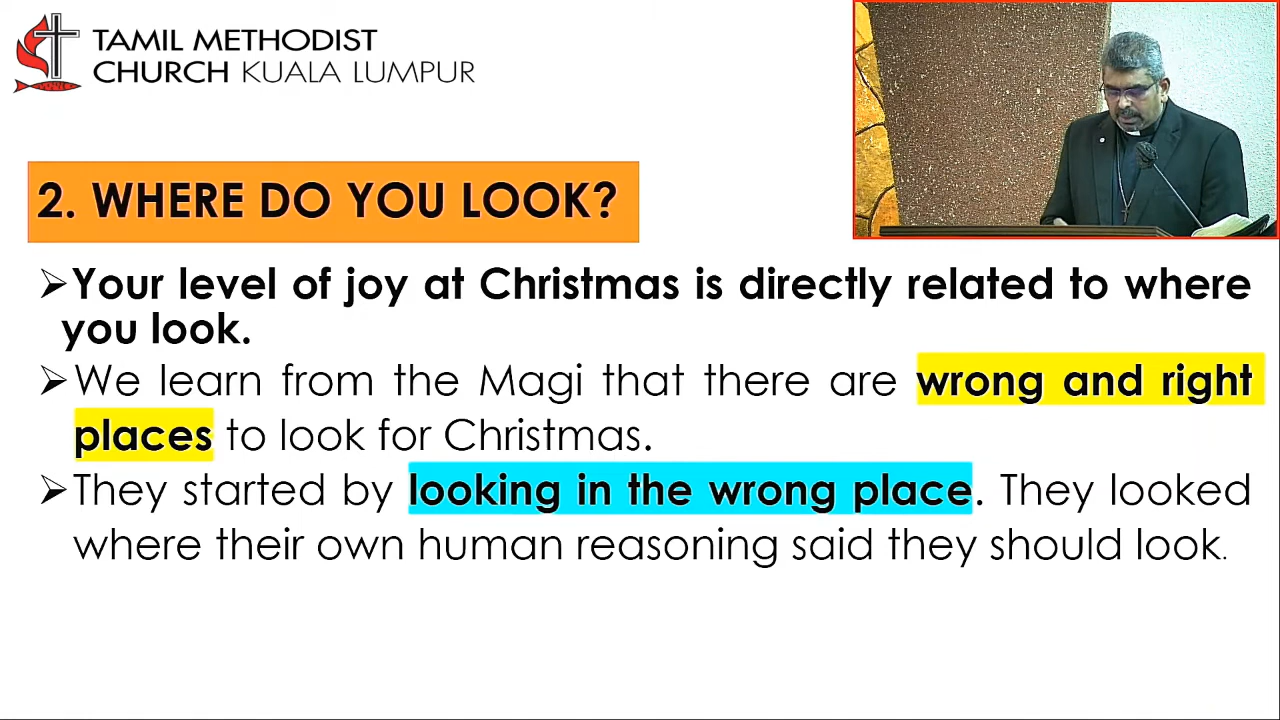 TAMIL METHODIST
CHURCH KUALA LUMPUR
2. WHERE DO YOU LOOK?
➢Your level of joy at Christmas is directly related to where
you look.
➢We learn from the Magi that there are wrong and right
places to look for Christmas.
➢They started by looking in the wrong place. They looked
where their own human reasoning said they should look.